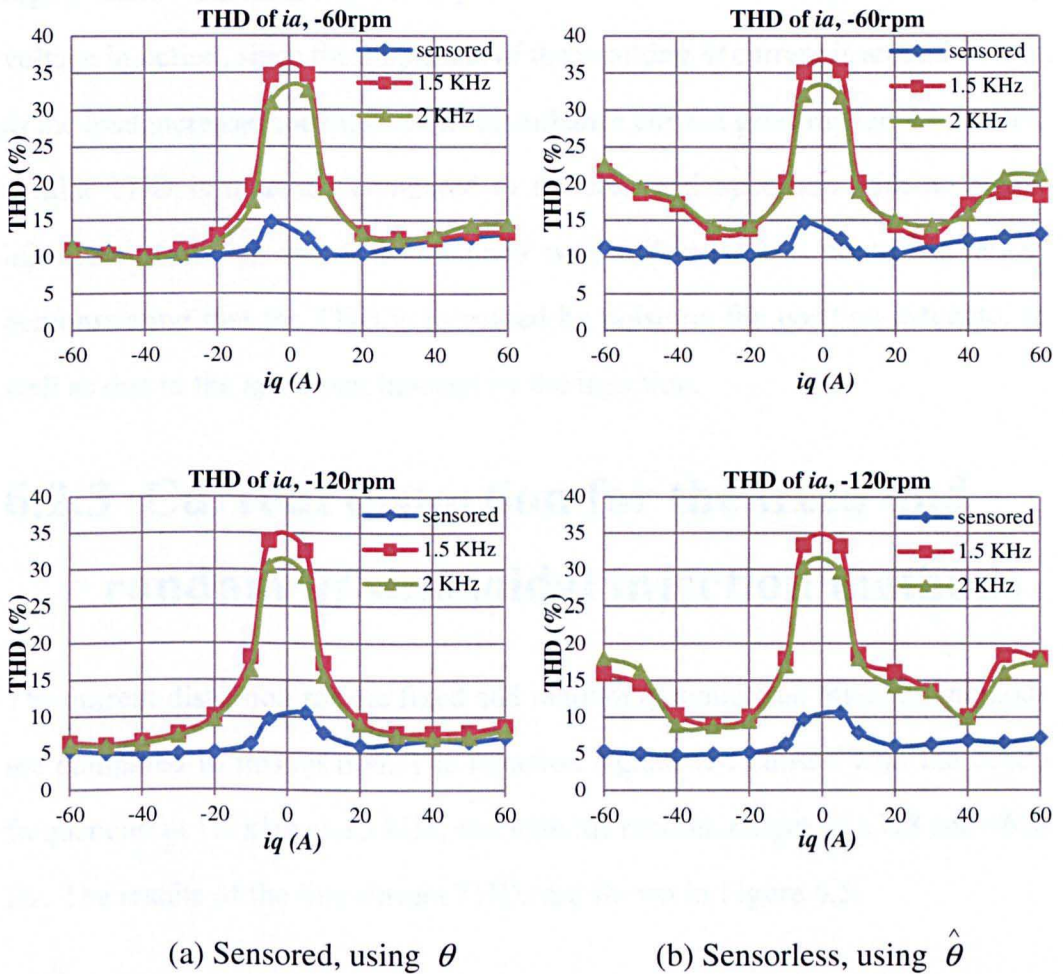 THD of ia, -60rpm
THD (%)
40
35
30
25
20
15
10
5
0
-60
-40
-20
0
20
40
60
iq (A)
sensored
1.5 KHz
2 KHz
THD of ia, -60rpm
THD (%)
40
35
30
25
20
15
10
5
0
-60
-40
-20
0
20
40
60
iq (A)
sensored
1.5 KHz
2 KHz
THD of ia, -120rpm
THD (%)
40
35
30
25
20
15
10
5
0
-60
-40
-20
0
20
40
60
iq (A)
sensored
1.5 KHz
2 KHz
THD of ia, -120rpm
THD (%)
40
35
30
25
20
15
10
5
0
-60
-40
-20
0
20
40
60
iq (A)
sensored
1.5 KHz
2 KHz
(a) Sensored, using θ
(b) Sensorless, using θ̂